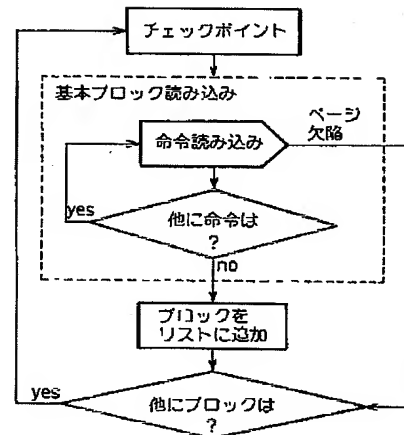 チェックポイント
基本ブロック読み込み
ページ
欠陥
命令読み込み
yes
他に命令は
?
no
ブロックを
リストに追加
yes
他にブロックは
?